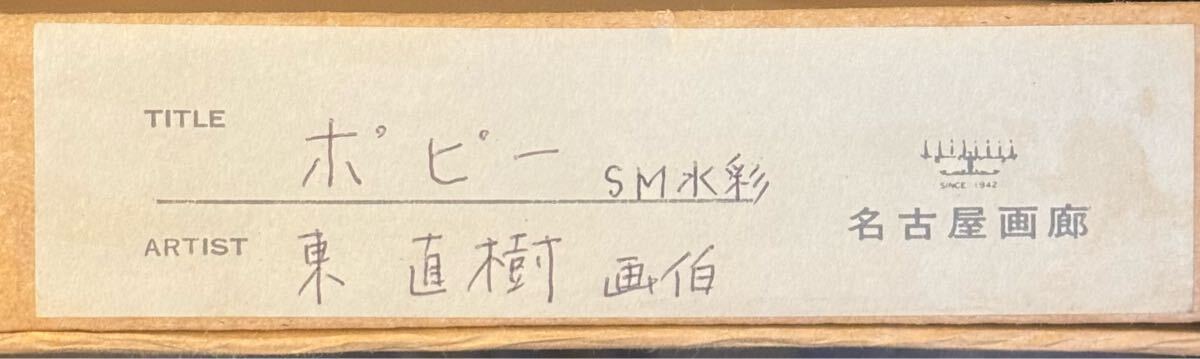 TITLE ポピー SM水彩
ARTIST 東 直樹 画伯
SINCE 1942
名古屋画廊